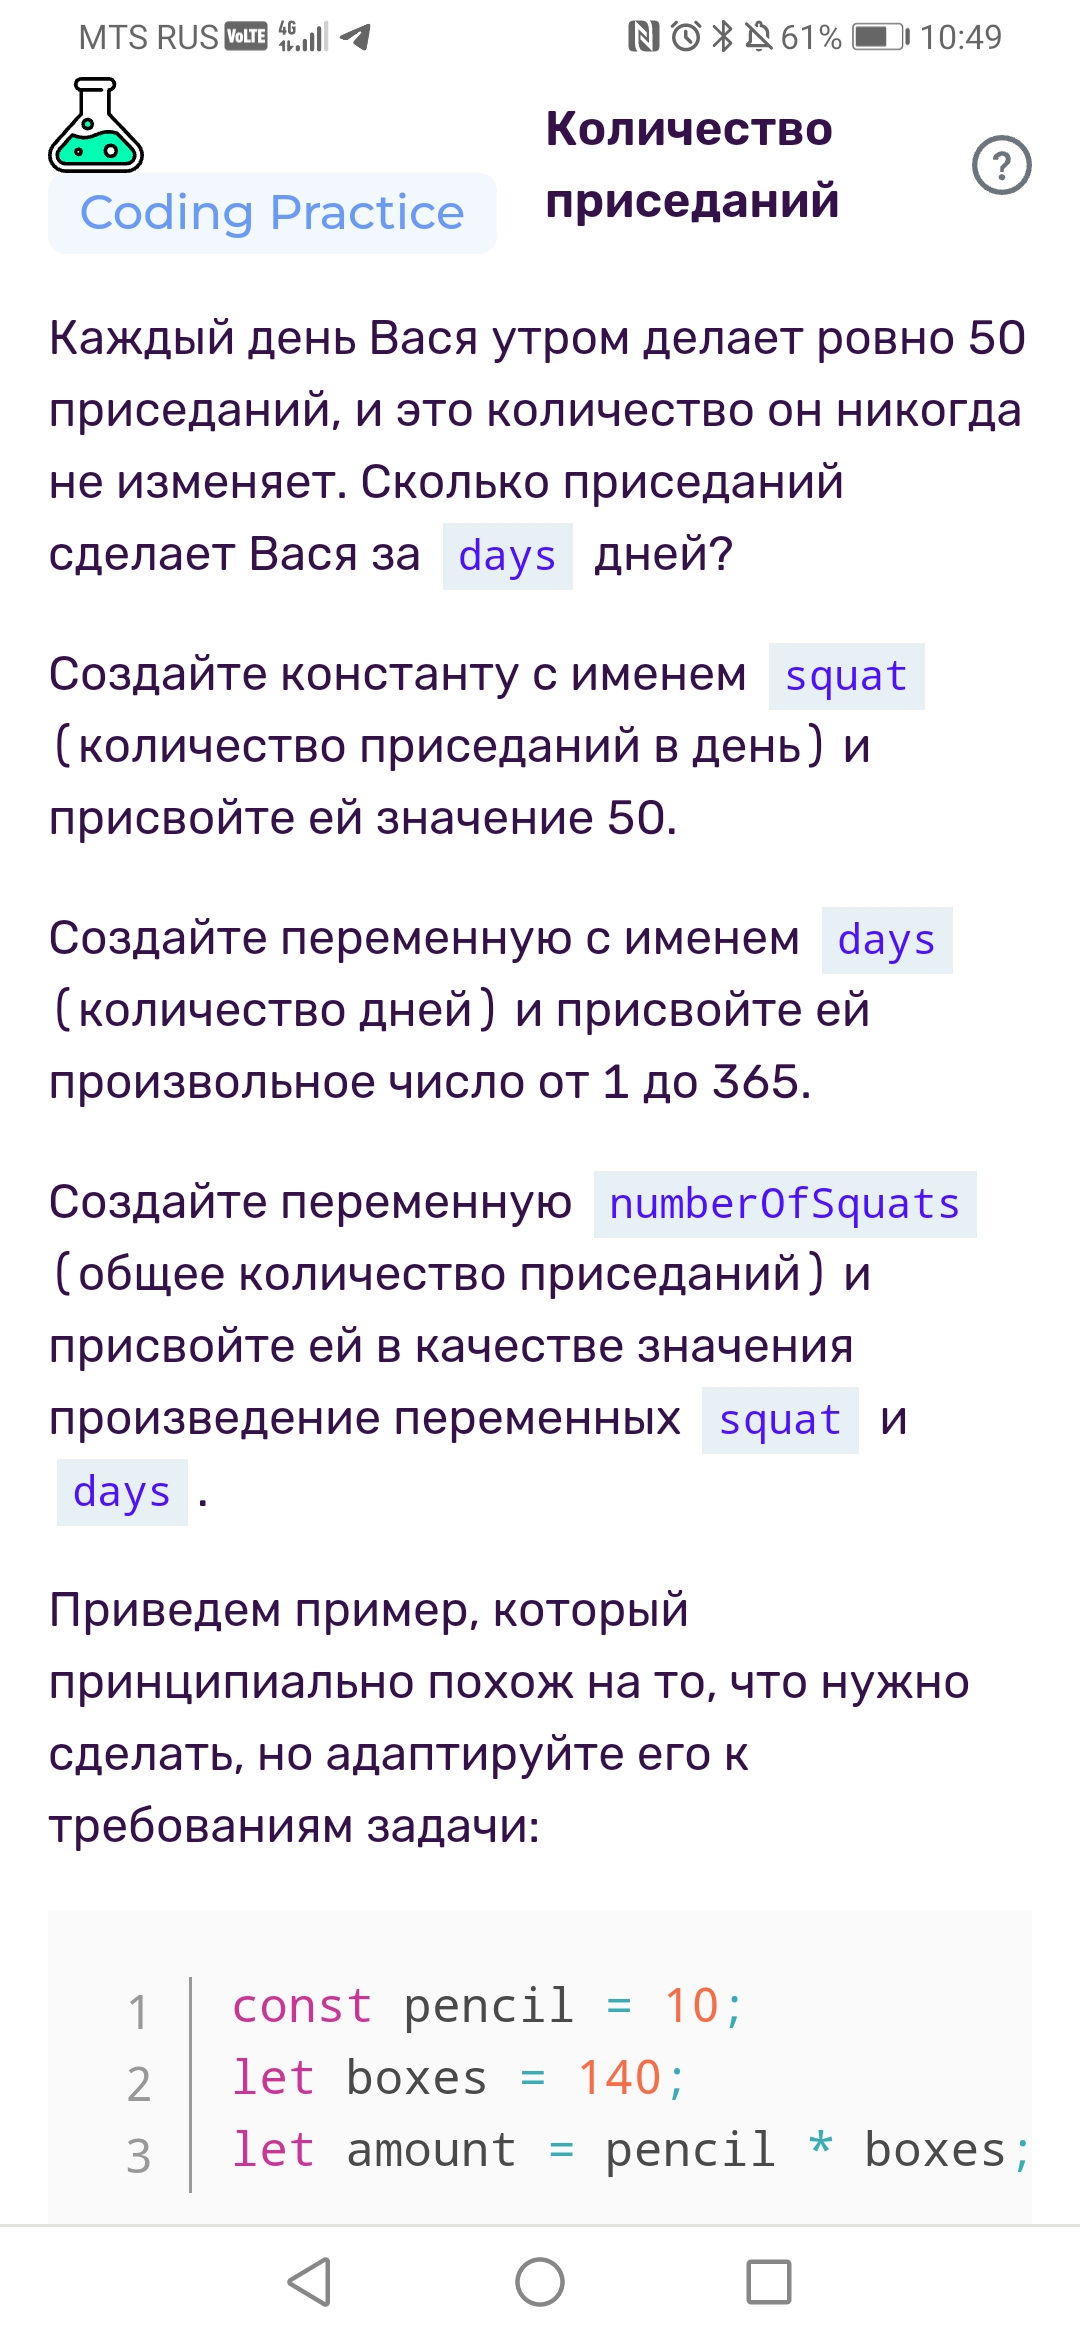 MTS RUS VoLTE 4G 61% 10:49
Количество
приседаний
?
Coding Practice
Каждый день Вася утром делает ровно 50
приседаний, и это количество он никогда
не изменяет. Сколько приседаний
сделает Вася за days дней?
Создайте константу с именем squat
(количество приседаний в день) и
присвойте ей значение 50.
Создайте переменную с именем days
(количество дней) и присвойте ей
произвольное число от 1 до 365.
Создайте переменную numberOfSquats
(общее количество приседаний) и
присвойте ей в качестве значения
произведение переменных squat и
days .
Приведем пример, который
принципиально похож на то, что нужно
сделать, но адаптируйте его к
требованиям задачи:
1 const pencil = 10;
2 let boxes = 140;
3 let amount = pencil * boxes;